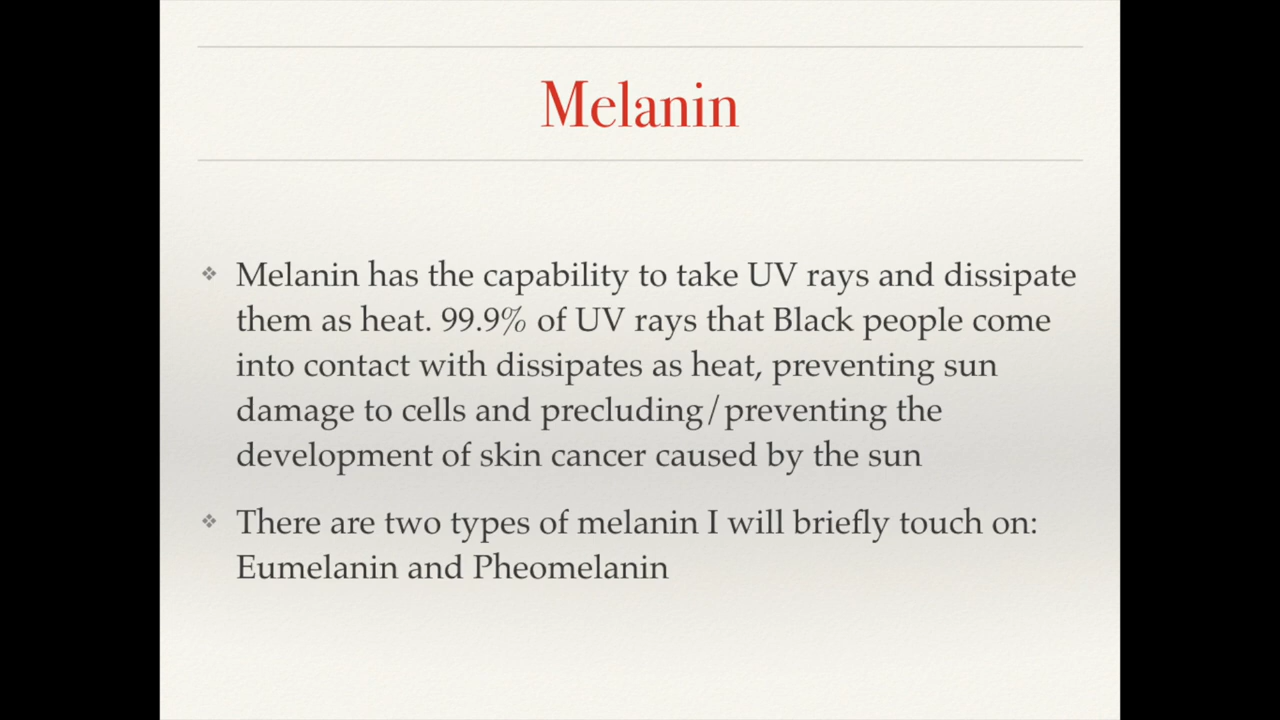 Melanin
Melanin has the capability to take UV rays and dissipate
them as heat. 99.9% of UV rays that Black people come
into contact with dissipates as heat, preventing sun
damage to cells and precluding/preventing the
development of skin cancer caused by the sun
There are two types of melanin I will briefly touch on:
Eumelanin and Pheomelanin